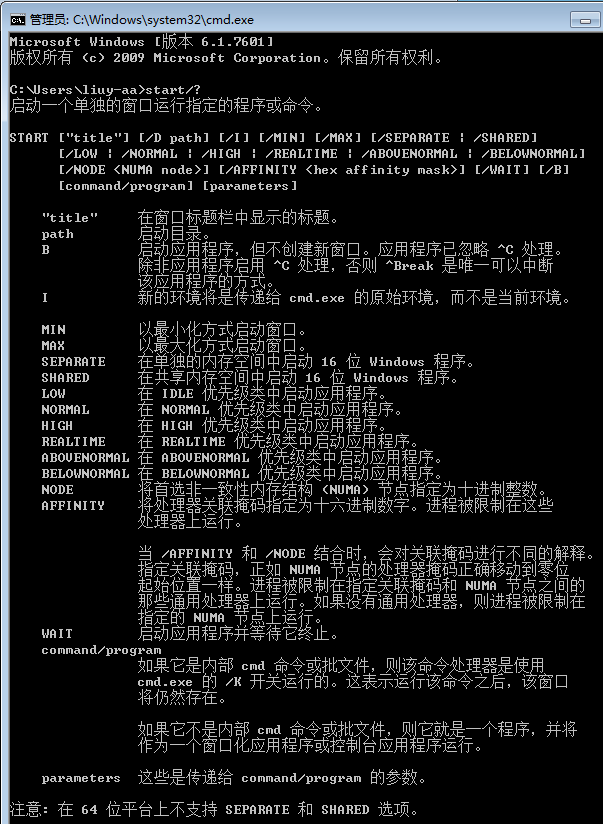 管理员: C:\Windows\system32\cmd.exe
Microsoft Windows [版本 6.1.7601]
版权所有 (c) 2009 Microsoft Corporation。保留所有权利。
C:\Users\liuy-aa>start/?
启动一个单独的窗口运行指定的程序或命令。
START ["title"] [/D path] [/I] [/MIN] [/MAX] [/SEPARATE ¦ /SHARED]
[/LOW ¦ /NORMAL ¦ /HIGH ¦ /REALTIME ¦ /ABOVENORMAL ¦ /BELOWNORMAL]
[/NODE <NUMA node>] [/AFFINITY <hex affinity mask>] [/WAIT] [/B]
[command/program] [parameters]
"title" 在窗口标题栏中显示的标题。
path 启动目录。
B 启动应用程序，但不创建新窗口。应用程序已忽略 ^C 处理。
除非应用程序启用 ^C 处理，否则 ^Break 是唯一可以中断
该应用程序的方式。
I 新的环境将是传递给 cmd.exe 的原始环境，而不是当前环境。
MIN 以最小化方式启动窗口。
MAX 以最大化方式启动窗口。
SEPARATE 在单独的内存空间中启动 16 位 Windows 程序。
SHARED 在共享内存空间中启动 16 位 Windows 程序。
LOW 在 IDLE 优先级类中启动应用程序。
NORMAL 在 NORMAL 优先级类中启动应用程序。
HIGH 在 HIGH 优先级类中启动应用程序。
REALTIME 在 REALTIME 优先级类中启动应用程序。
ABOVENORMAL 在 ABOVENORMAL 优先级类中启动应用程序。
BELOWNORMAL 在 BELOWNORMAL 优先级类中启动应用程序。
NODE 将首选非一致性内存结构 (NUMA) 节点指定为十进制整数。
AFFINITY 将处理器关联掩码指定为十六进制数字。进程被限制在这些
处理器上运行。
当 /AFFINITY 和 /NODE 结合时，会对关联掩码进行不同的解释。
指定关联掩码，正如 NUMA 节点的处理器掩码正确移动到零位
起始位置一样。进程被限制在指定关联掩码和 NUMA 节点之间的
那些通用处理器上运行。如果没有通用处理器，则进程被限制在
指定的 NUMA 节点上运行。
WAIT 启动应用程序并等待它终止。
command/program
如果它是内部 cmd 命令或批文件，则该命令处理器是使用
cmd.exe 的 /K 开关运行的。这表示运行该命令之后，该窗口
将仍然存在。
如果它不是内部 cmd 命令或批文件，则它就是一个程序，并将
作为一个窗口化应用程序或控制台应用程序运行。
parameters 这些是传递给 command/program 的参数。
注意: 在 64 位平台上不支持 SEPARATE 和 SHARED 选项。